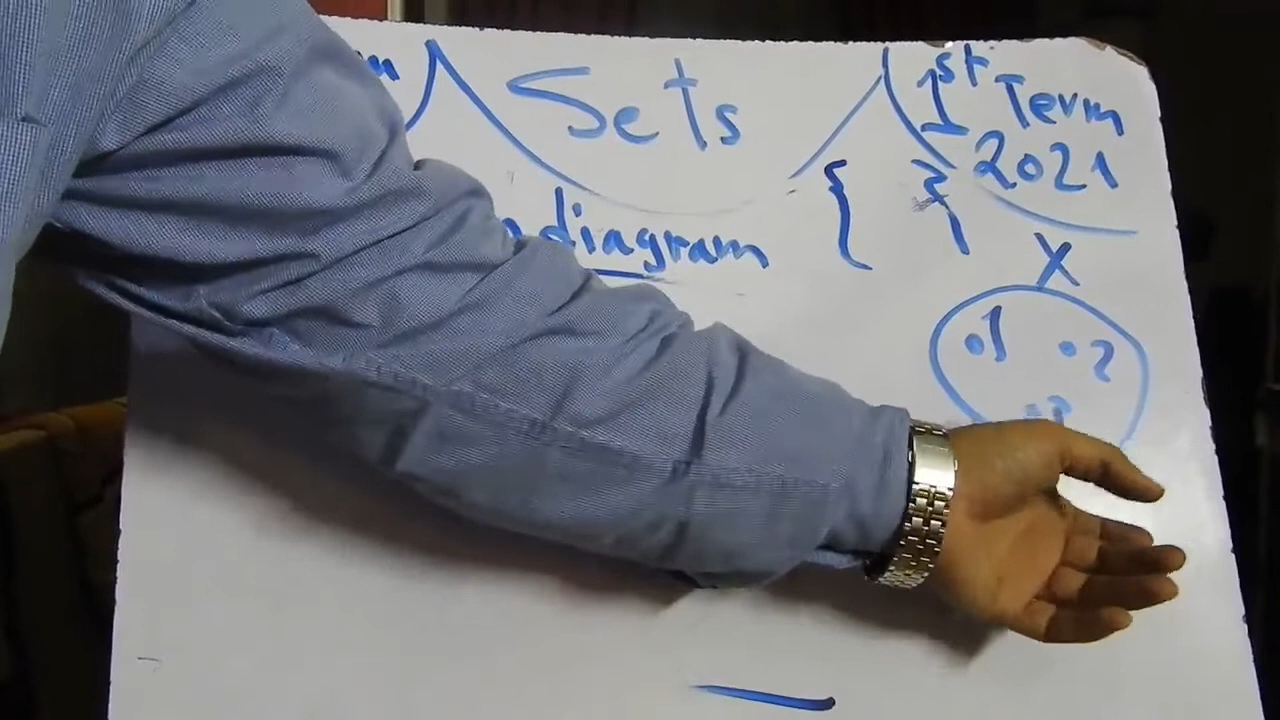 Sets
1st Term
2021
diagram { }
X
.1 .2